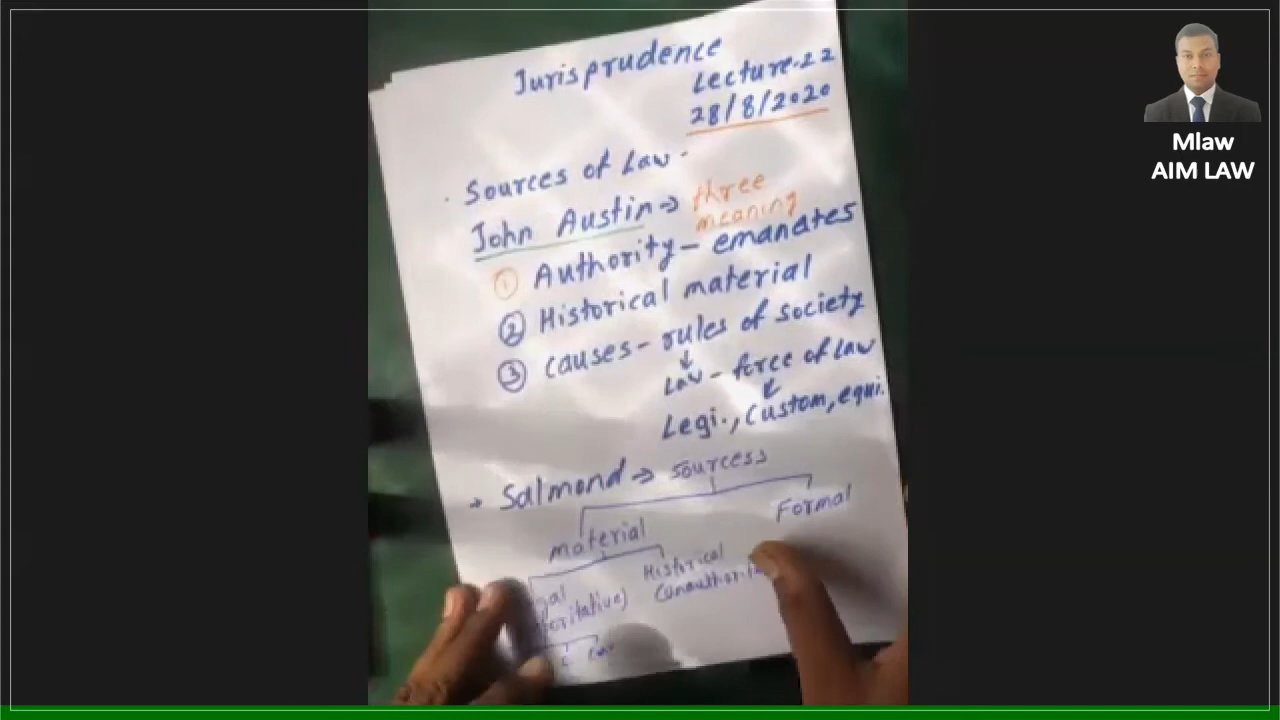 Jurisprudence
Lecture-22
28/8/2020
Sources of Law
John Austin → three meaning
① Authority - emanates
② Historical material
③ Causes - rules of society
Law - force of Law
Legi., Custom, equi.
Salmond → sourcess
material Formal
Historical
Mlaw
AIM LAW